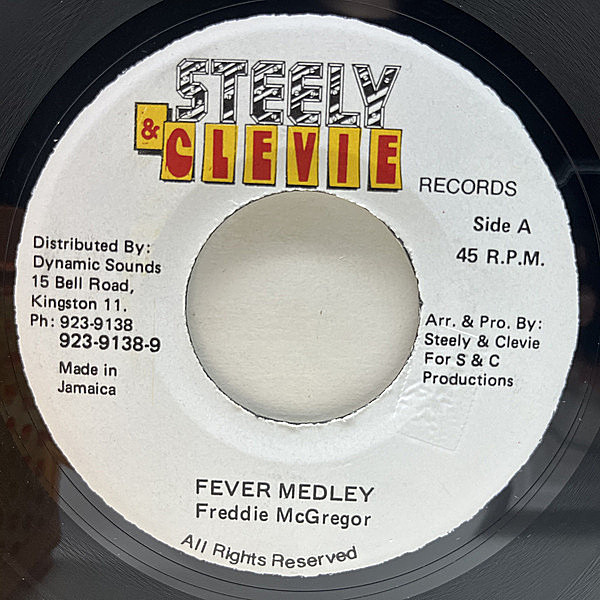 STEELY
& CLEVIE
RECORDS
Side A
45 R.P.M.
Distributed By:
Dynamic Sounds
15 Bell Road,
Kingston 11.
Ph: 923-9138
923-9138-9
Made in
Jamaica
Arr. & Pro. By:
Steely & Clevie
For S & C
Productions
FEVER MEDLEY
Freddie McGregor
All Rights Reserved